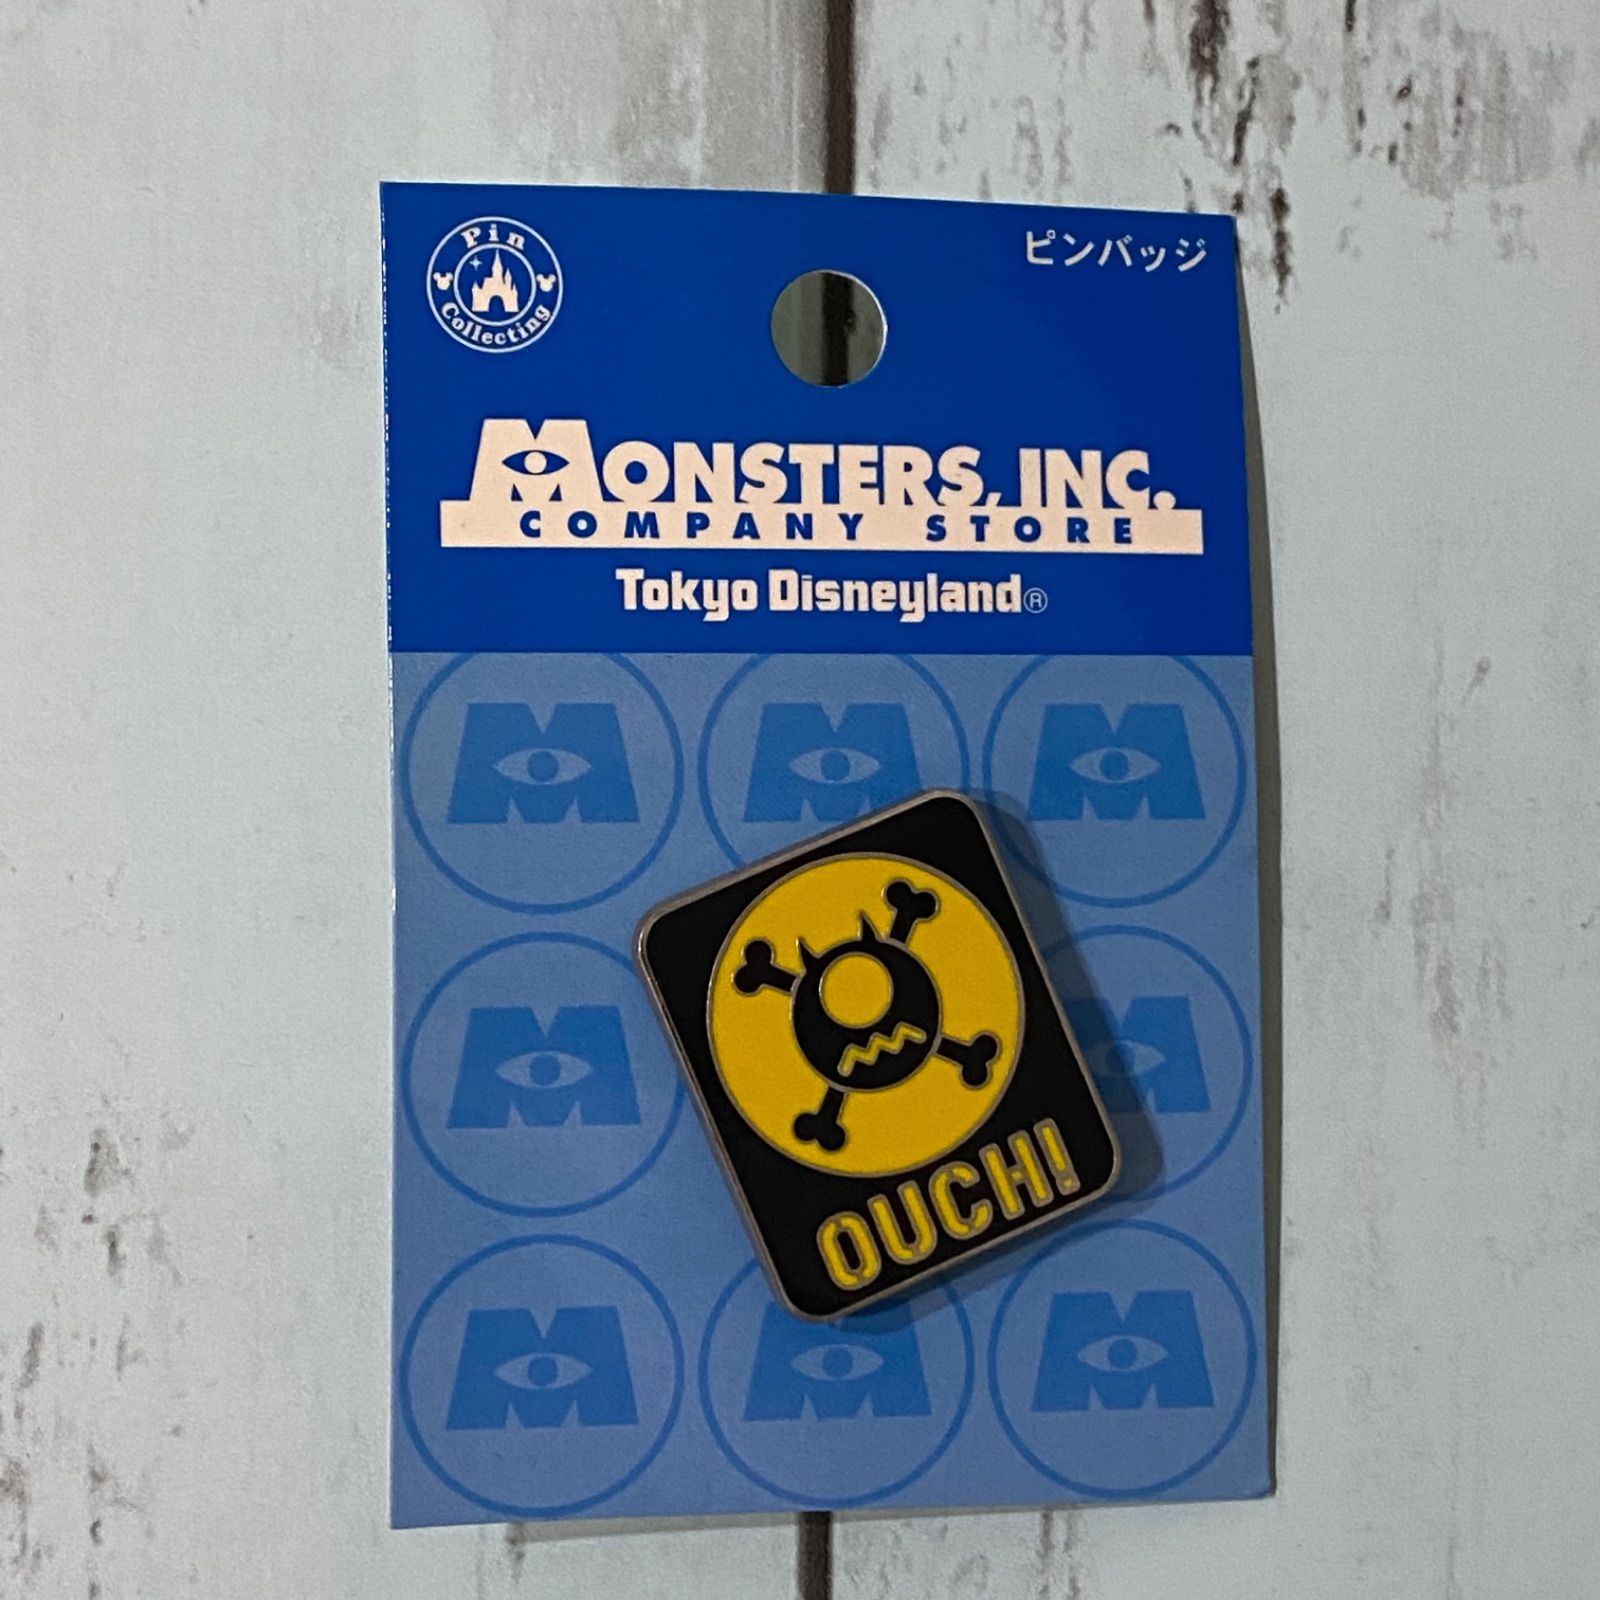 Pin
Collecting
ピンバッジ
MONSTERS, INC.
COMPANY STORE
Tokyo Disneyland®
M M M
M M
M M M
OUCH!